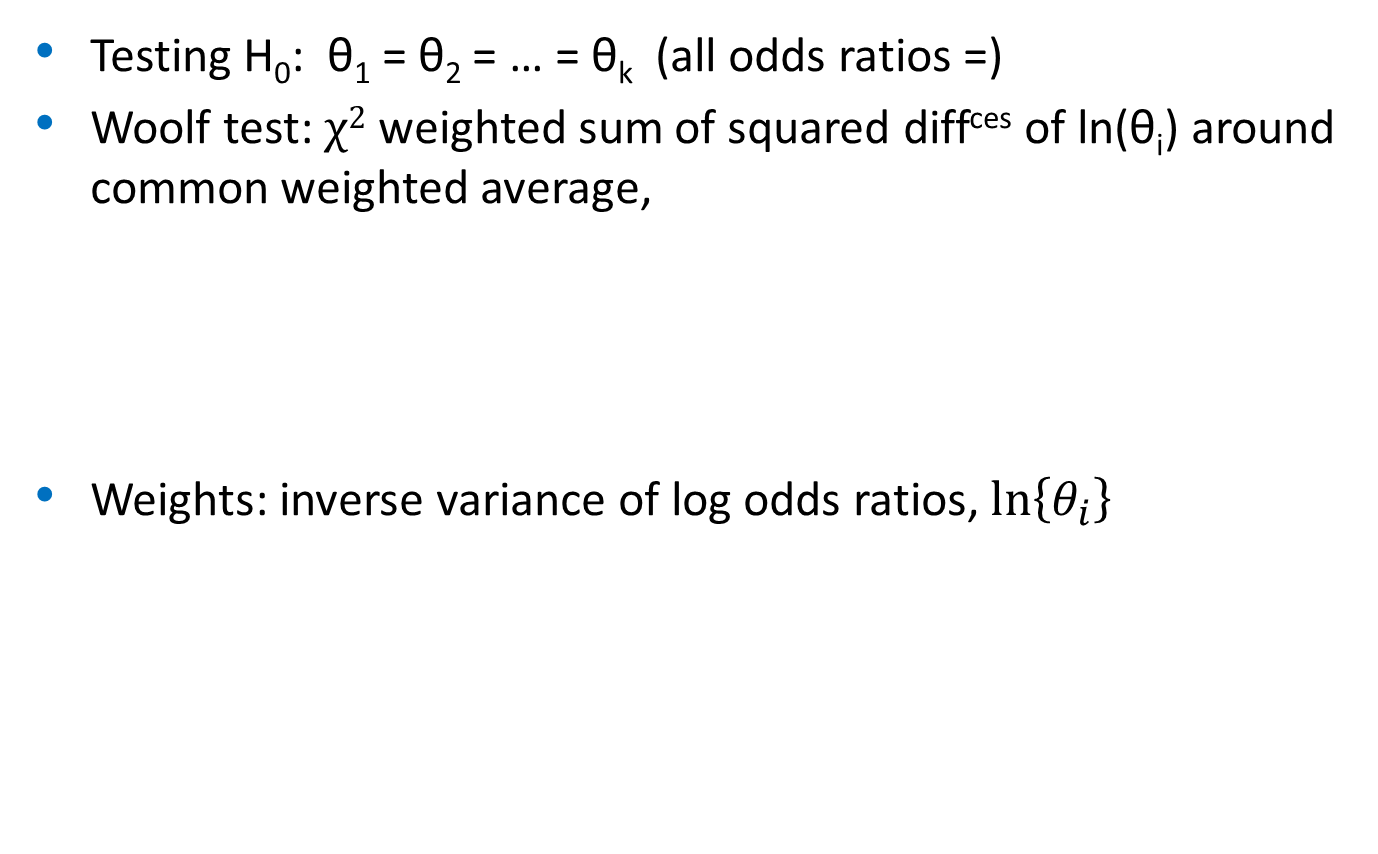 • Testing H₀: θ₁ = θ₂ = ... = θₖ (all odds ratios =)
• Woolf test: χ² weighted sum of squared diffᶜᵉˢ of ln(θᵢ) around
common weighted average,
• Weights: inverse variance of log odds ratios, ln{θᵢ}